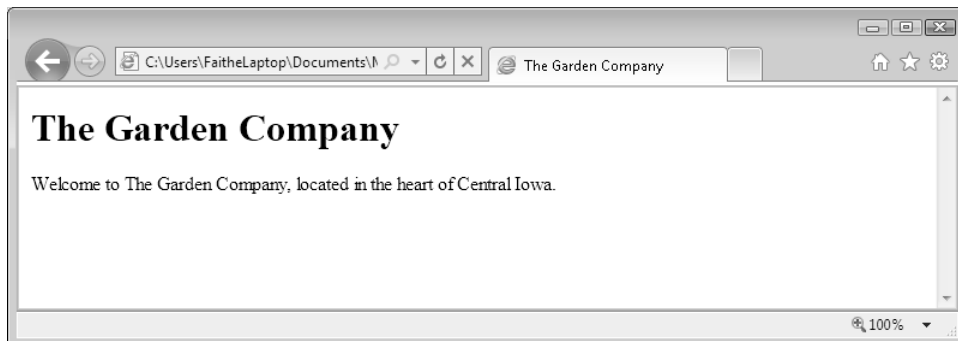 C:\Users\FaitheLaptop\Documents\
The Garden Company
The Garden Company
Welcome to The Garden Company, located in the heart of Central Iowa.
100%